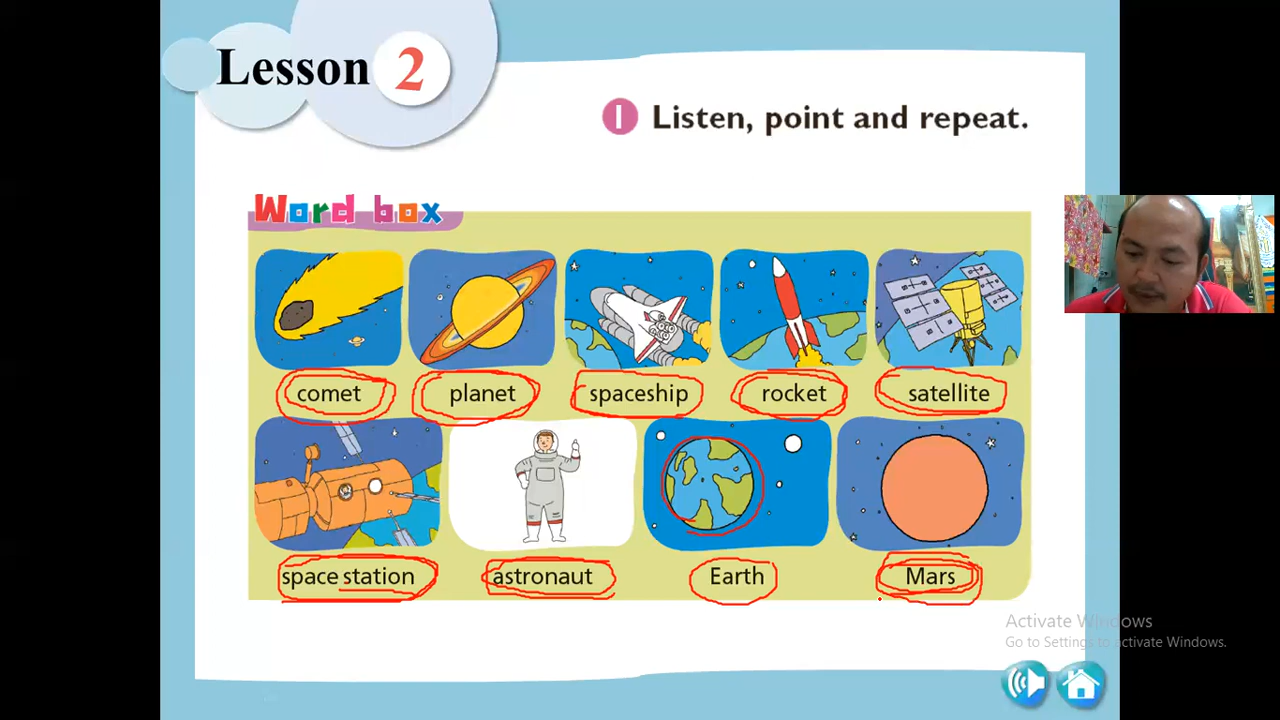 Lesson 2
1 Listen, point and repeat.
Word box
comet planet spaceship rocket satellite
space station astronaut Earth Mars
Activate Windows
Go to Settings to activate Windows.